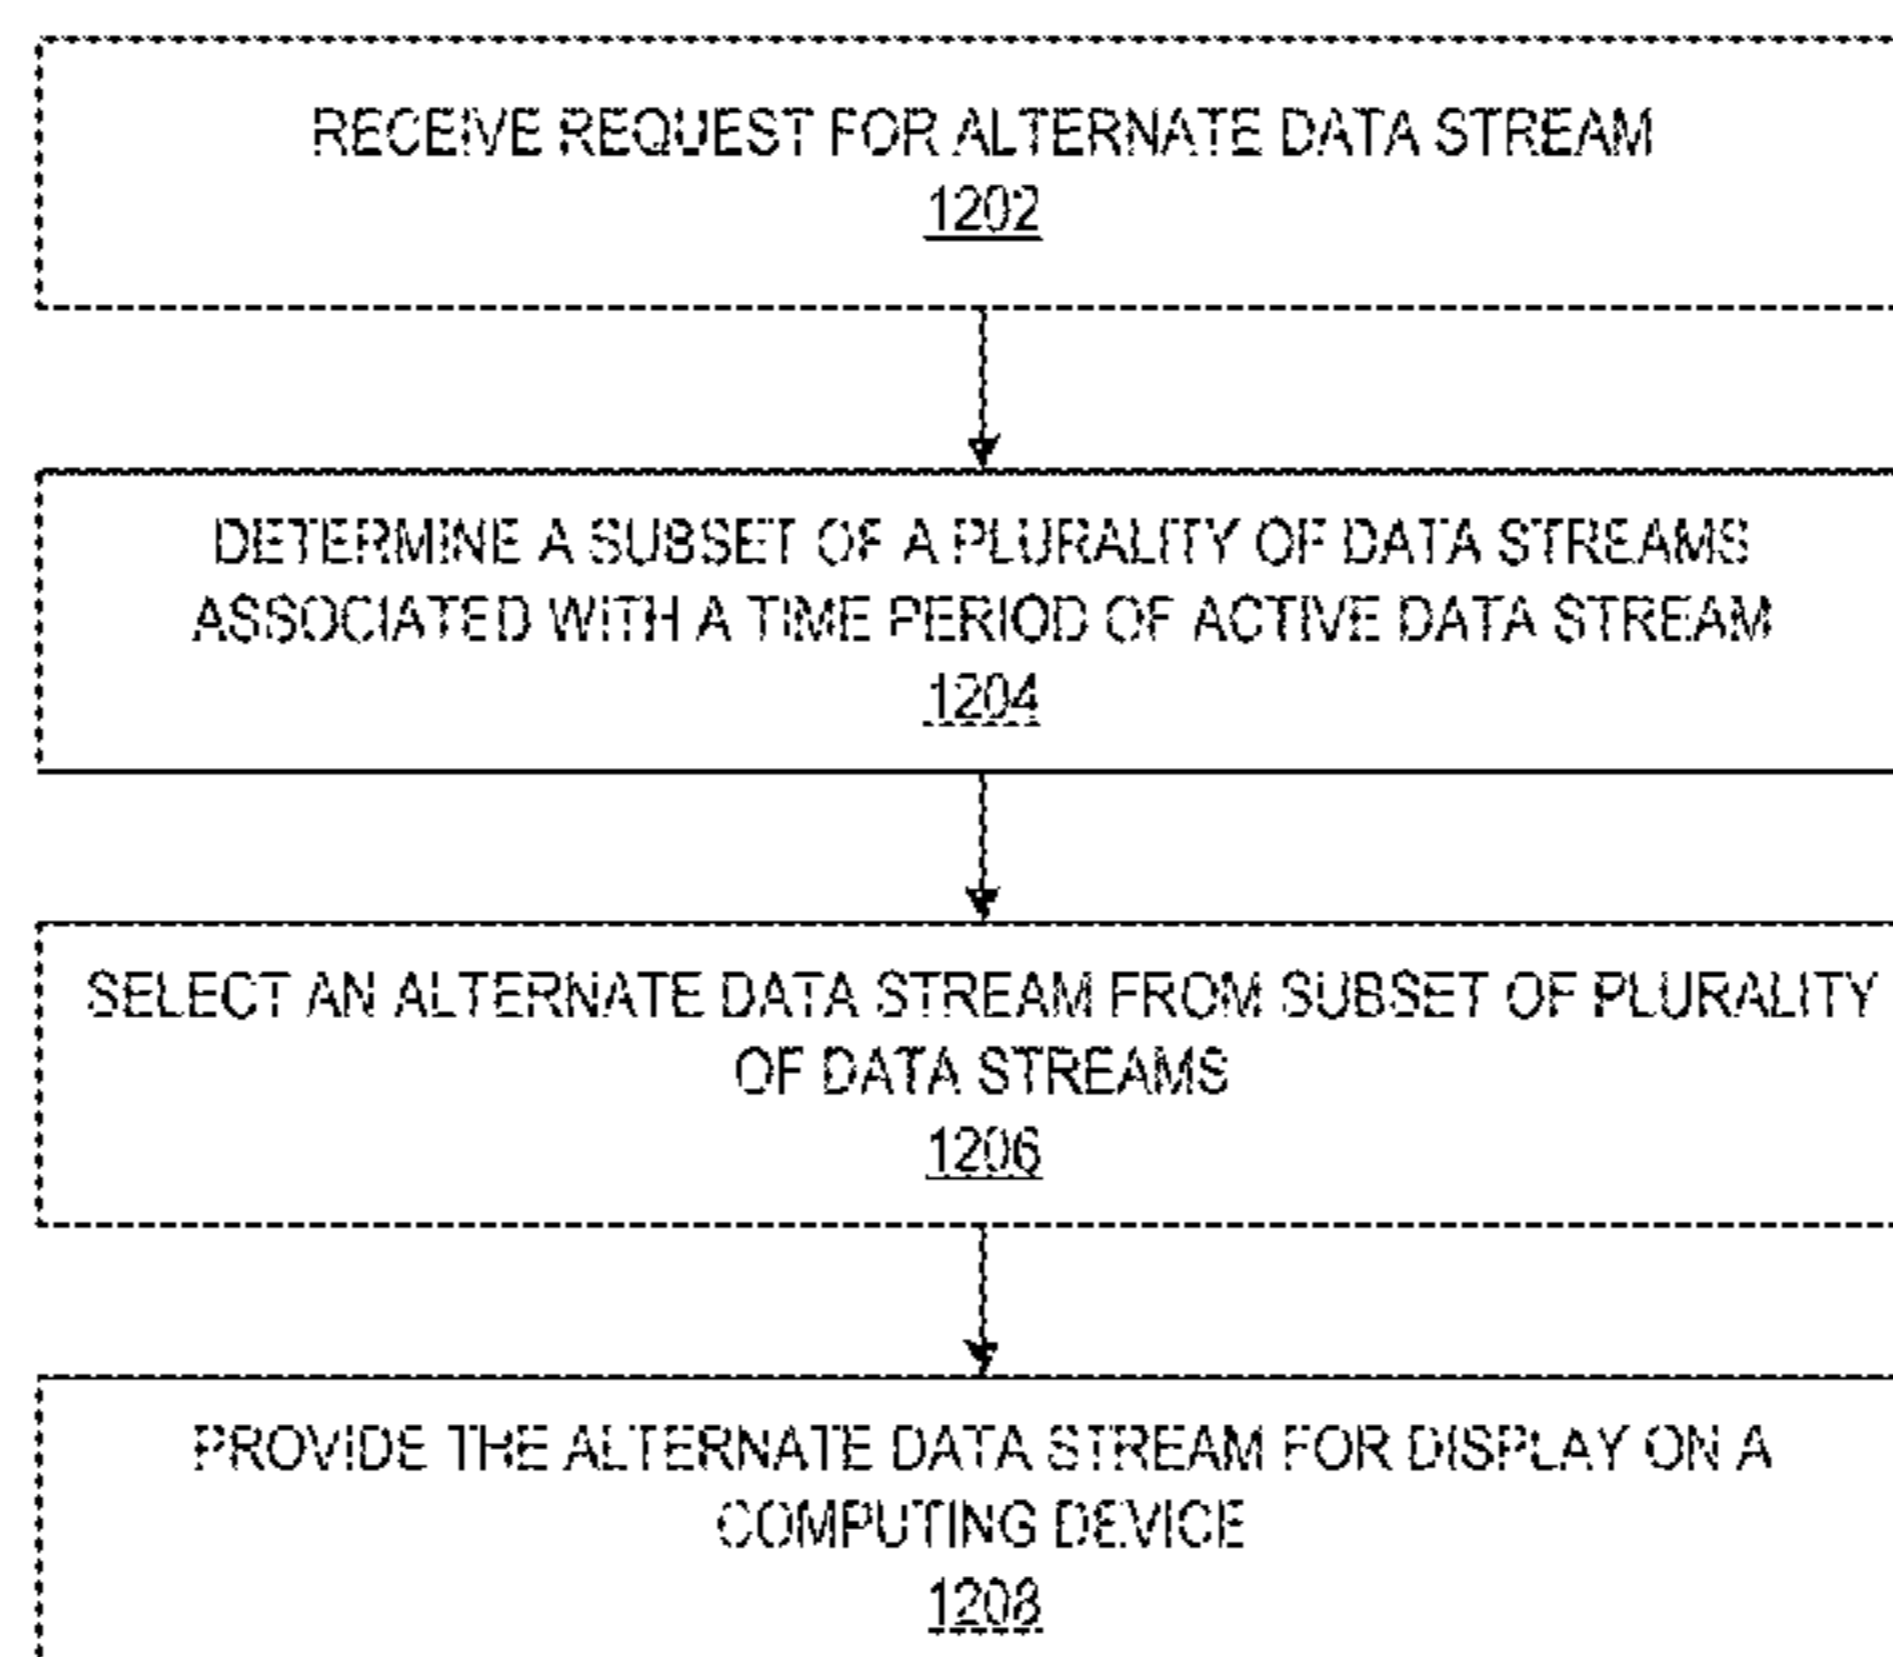 RECEIVE REQUEST FOR ALTERNATE DATA STREAM
1202
DETERMINE A SUBSET OF A PLURALITY OF DATA STREAMS
ASSOCIATED WITH A TIME PERIOD OF ACTIVE DATA STREAM
1204
SELECT AN ALTERNATE DATA STREAM FROM SUBSET OF PLURALITY
OF DATA STREAMS
1206
PROVIDE THE ALTERNATE DATA STREAM FOR DISPLAY ON A
COMPUTING DEVICE
1208